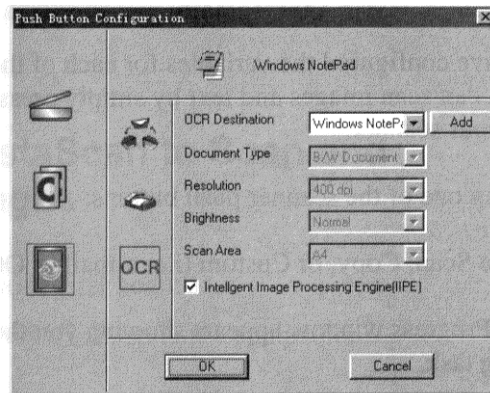 Push Button Configuration
Windows NotePad
OCR Destination Windows NotePa Add
Document Type B/W Document
Resolution 400 dpi
Brightness Normal
OCR
Scan Area A4
Intellgent Image Processing Engine(IIPE)
OK Cancel